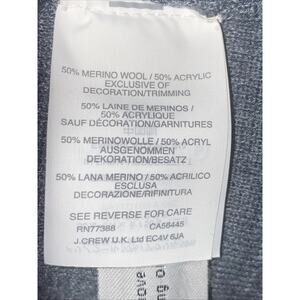 50% MERINO WOOL / 50% ACRYLIC
EXCLUSIVE OF
DECORATION/TRIMMING
50% LAINE DE MERINOS /
50% ACRYLIQUE
SAUF DÉCORATION/GARNITURES
50% MERINOWOLLE / 50% ACRYL
AUSGENOMMEN
DEKORATION/BESATZ
50% LANA MERINO / 50% ACRILICO
ESCLUSA
DECORAZIONE/RIFINITURA
SEE REVERSE FOR CARE
RN77388 CA56445
J.CREW U.K. Ltd EC4V 6JA